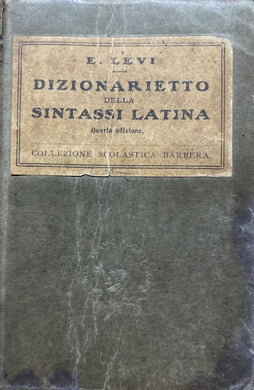 E. LEVI
DIZIONARIETTO
DELLA
SINTASSI LATINA
Quarta edizione.
COLLEZIONE SCOLASTICA BARBÈRA